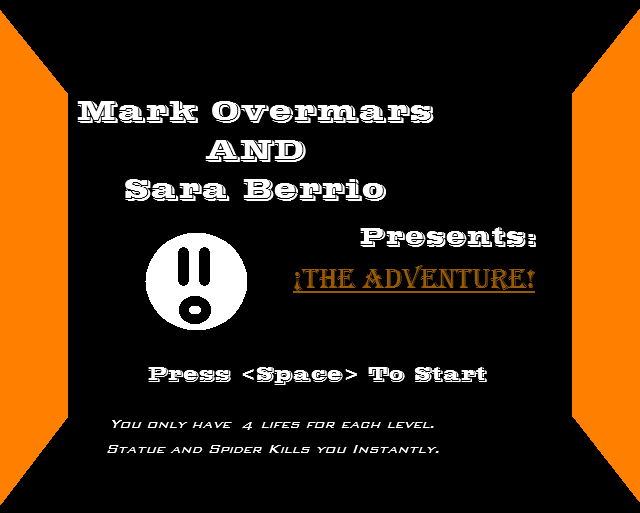 Mark Overmars
AND
Sara Berrio
Presents:
¡THE ADVENTURE!
Press <Space> To Start
You only have 4 lifes for each level.
Statue and Spider Kills you Instantly.